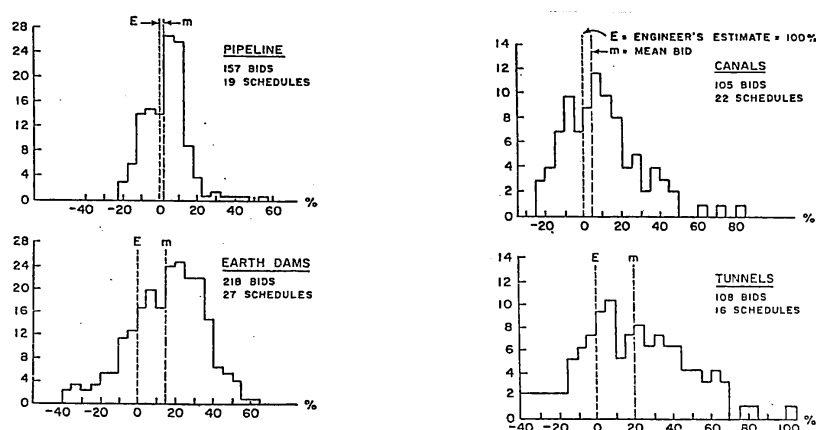 E m
28
24
20
16
12
8
4
0
PIPELINE
157 BIDS
19 SCHEDULES
-40 -20 0 20 40 60 %
E = ENGINEER'S ESTIMATE = 100%
m = MEAN BID
14
12
10
8
6
4
2
0
CANALS
105 BIDS
22 SCHEDULES
-20 0 20 40 60 80 %
E m
28
24
20
16
12
8
4
0
EARTH DAMS
218 BIDS
27 SCHEDULES
-40 -20 0 20 40 60 %
E m
14
12
10
8
6
4
2
0
TUNNELS
108 BIDS
16 SCHEDULES
-40 -20 0 20 40 60 80 100 %